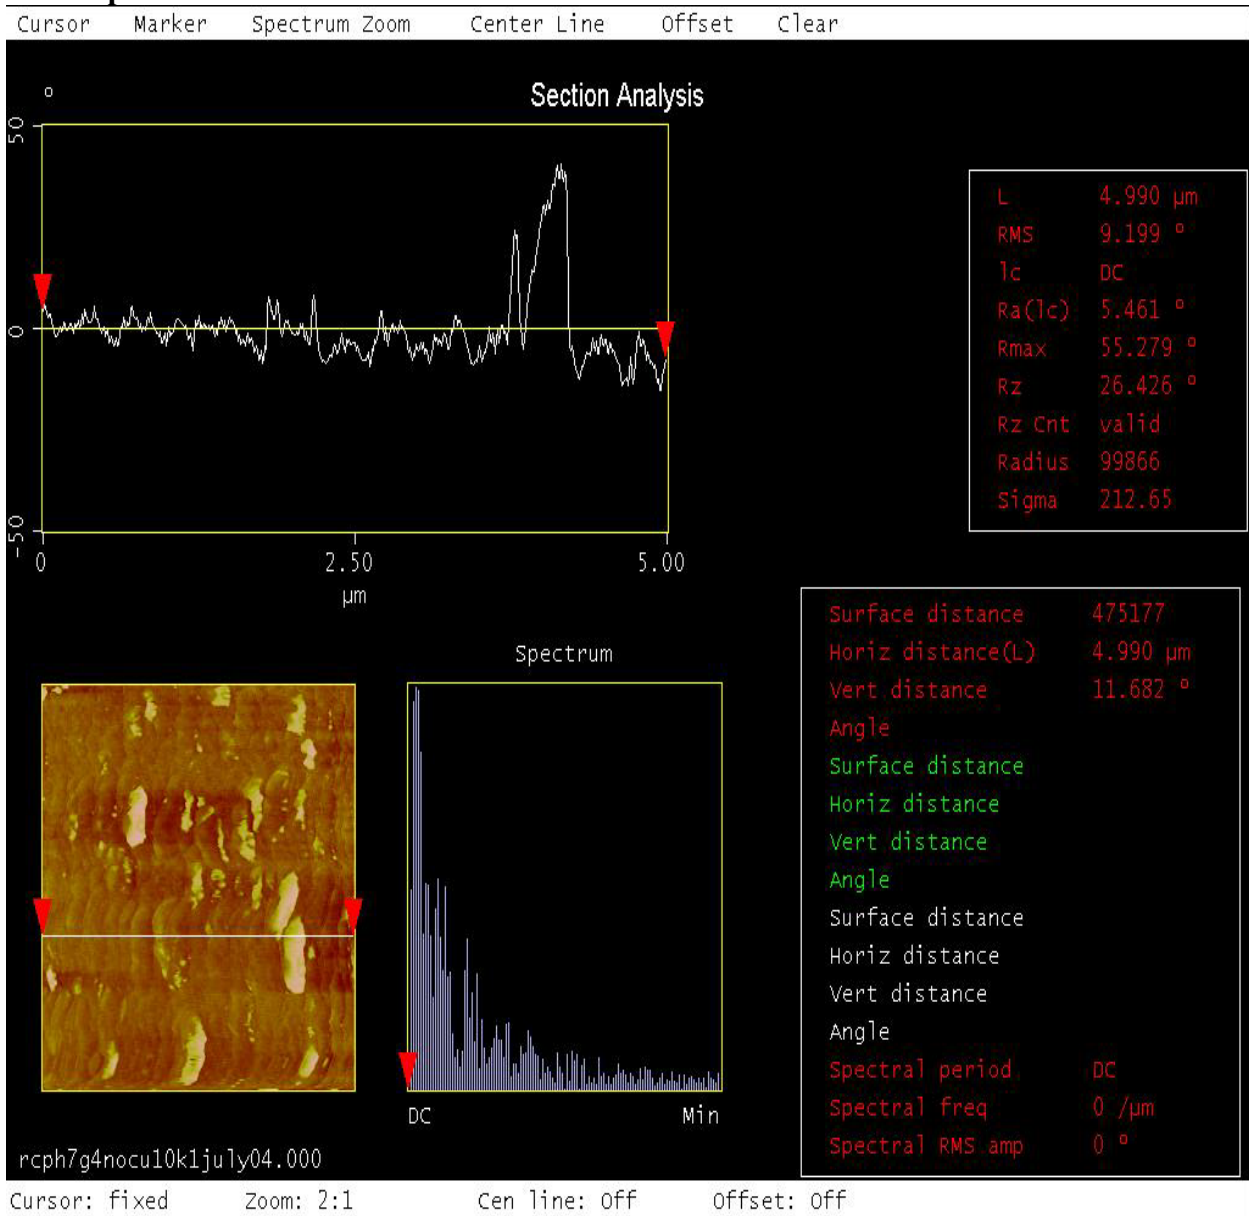 Cursor Marker Spectrum Zoom Center Line Offset Clear
Section Analysis
o
50
0
-50
0 2.50 5.00
µm
L 4.990 µm
RMS 9.199 °
lc DC
Ra(lc) 5.461 °
Rmax 55.279 °
Rz 26.426 °
Rz Cnt valid
Radius 99866
Sigma 212.65
Spectrum
DC Min
Surface distance 475177
Horiz distance(L) 4.990 µm
Vert distance 11.682 °
Angle
Surface distance
Horiz distance
Vert distance
Angle
Surface distance
Horiz distance
Vert distance
Angle
Spectral period DC
Spectral freq 0 /µm
Spectral RMS amp 0 °
rcph7g4nocu10k1july04.000
Cursor: fixed Zoom: 2:1 Cen line: Off Offset: Off